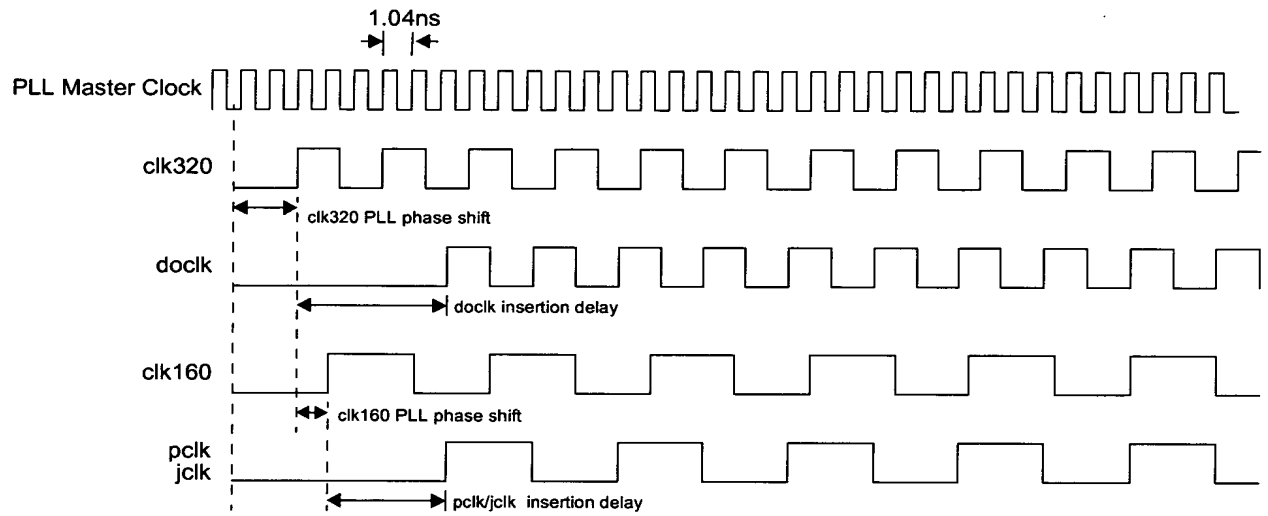 1.04ns
PLL Master Clock
clk320
clk320 PLL phase shift
doclk
doclk insertion delay
clk160
clk160 PLL phase shift
pclk
jclk
pclk/jclk insertion delay